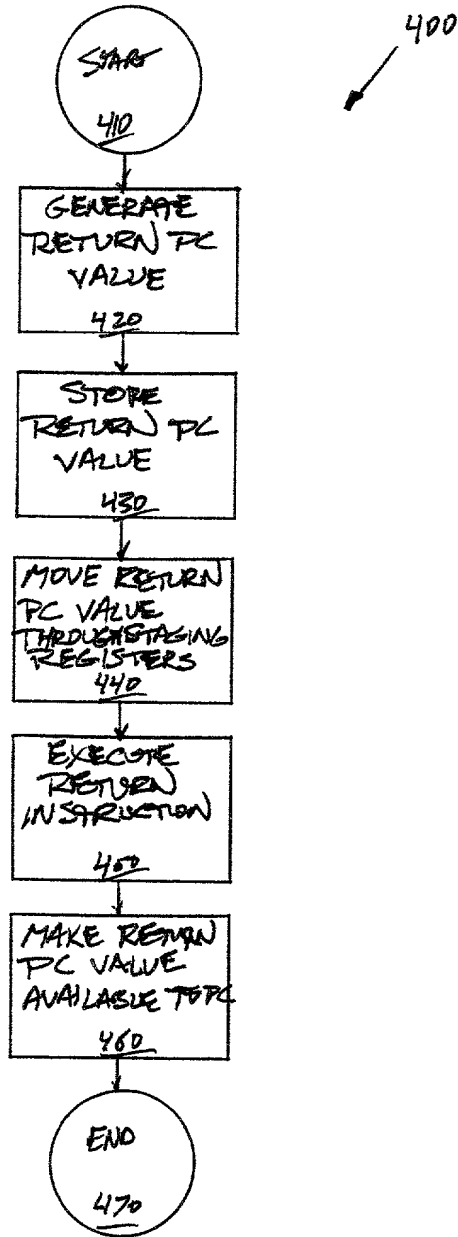 400
START
410
GENERATE
RETURN PC
VALUE
420
STORE
RETURN PC
VALUE
430
MOVE RETURN
PC VALUE
THROUGH STAGING
REGISTERS
440
EXECUTE
RETURN
INSTRUCTION
450
MAKE RETURN
PC VALUE
AVAILABLE TO PC
460
END
470